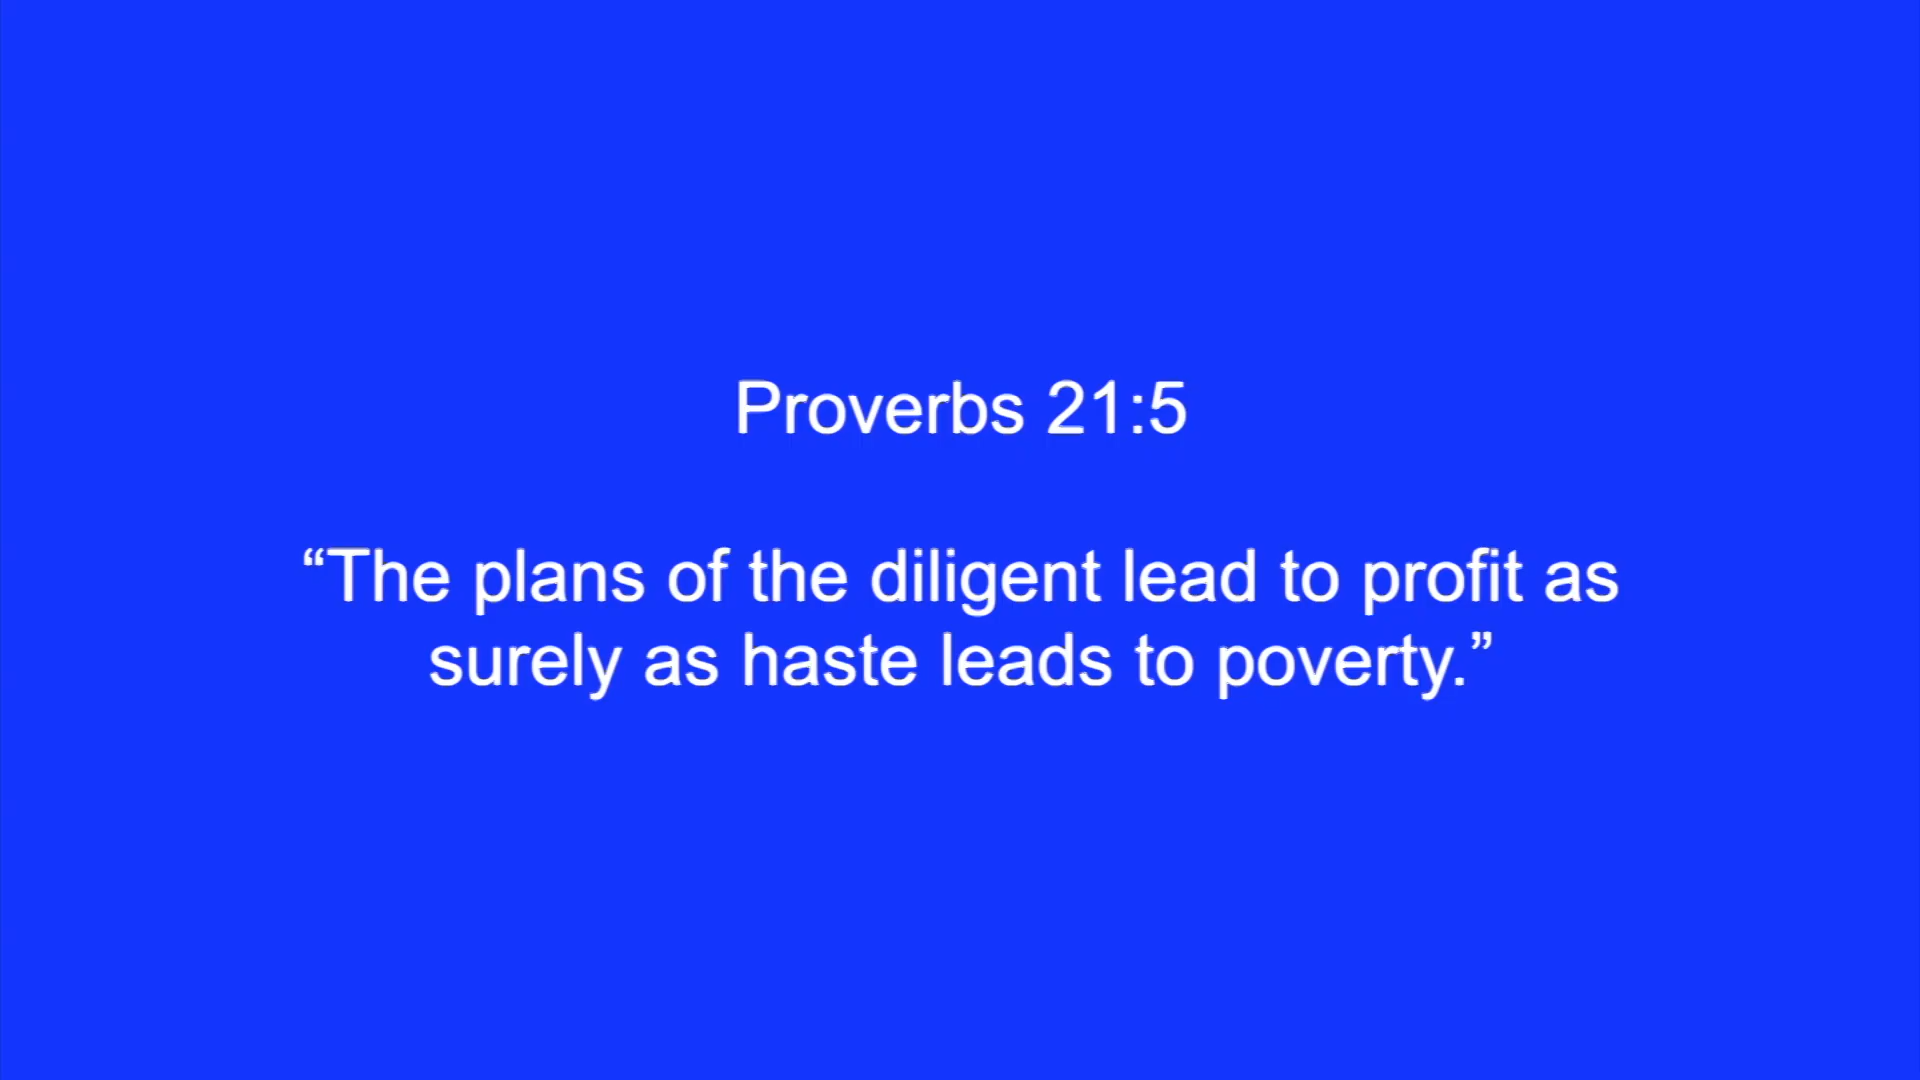 Proverbs 21:5
“The plans of the diligent lead to profit as
surely as haste leads to poverty.”